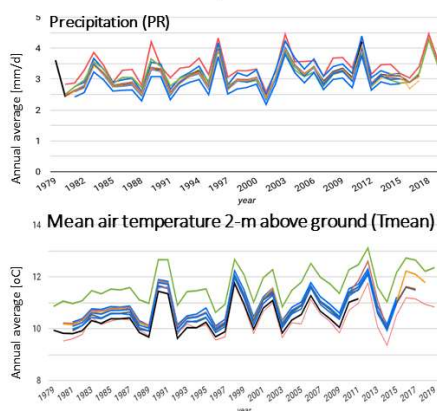 Precipitation (PR)
Annual average [mm/d]
5
4
3
2
1
0
1979 1982 1985 1988 1991 1994 1997 2000 2003 2006 2009 2012 2015 2018
year
Mean air temperature 2-m above ground (Tmean)
Annual average [oC]
14
12
10
8
1979 1981 1983 1985 1987 1989 1991 1993 1995 1997 1999 2001 2003 2005 2007 2009 2011 2013 2015 2017 2019
year